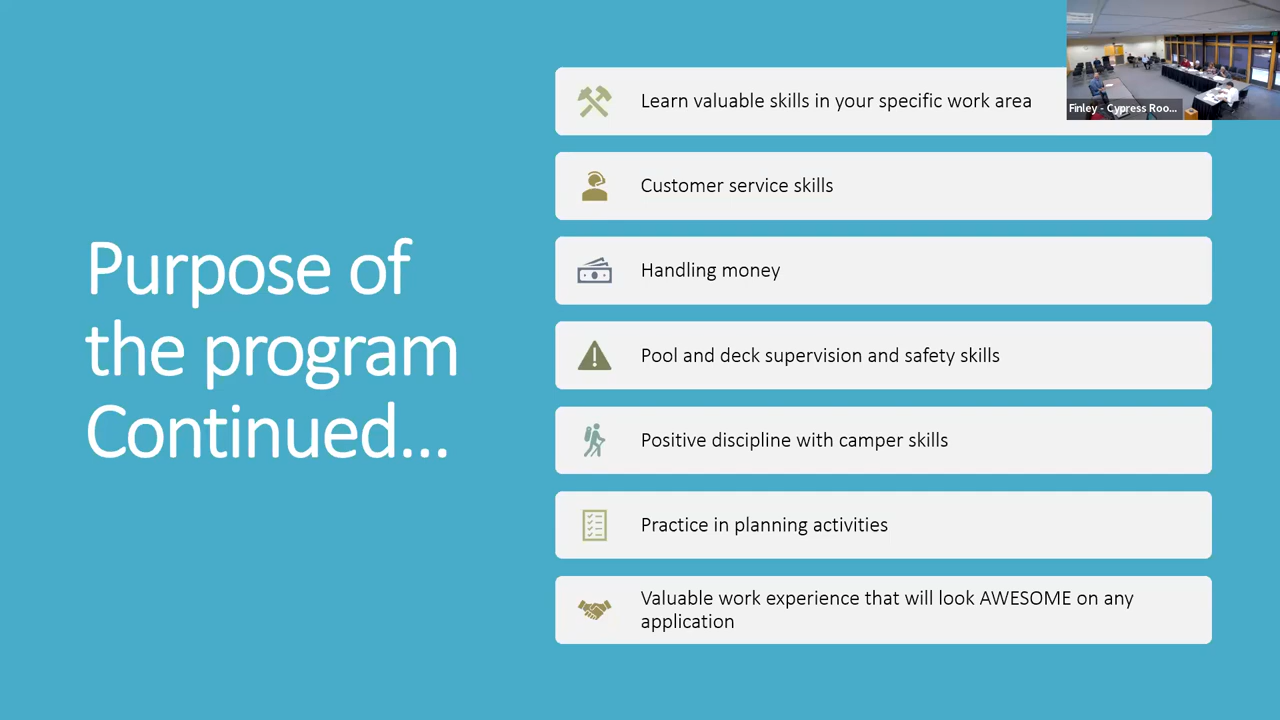 Purpose of
the program
Continued...
Learn valuable skills in your specific work area
Customer service skills
Handling money
Pool and deck supervision and safety skills
Positive discipline with camper skills
Practice in planning activities
Valuable work experience that will look AWESOME on any
application
Finley - Cypress Roo...